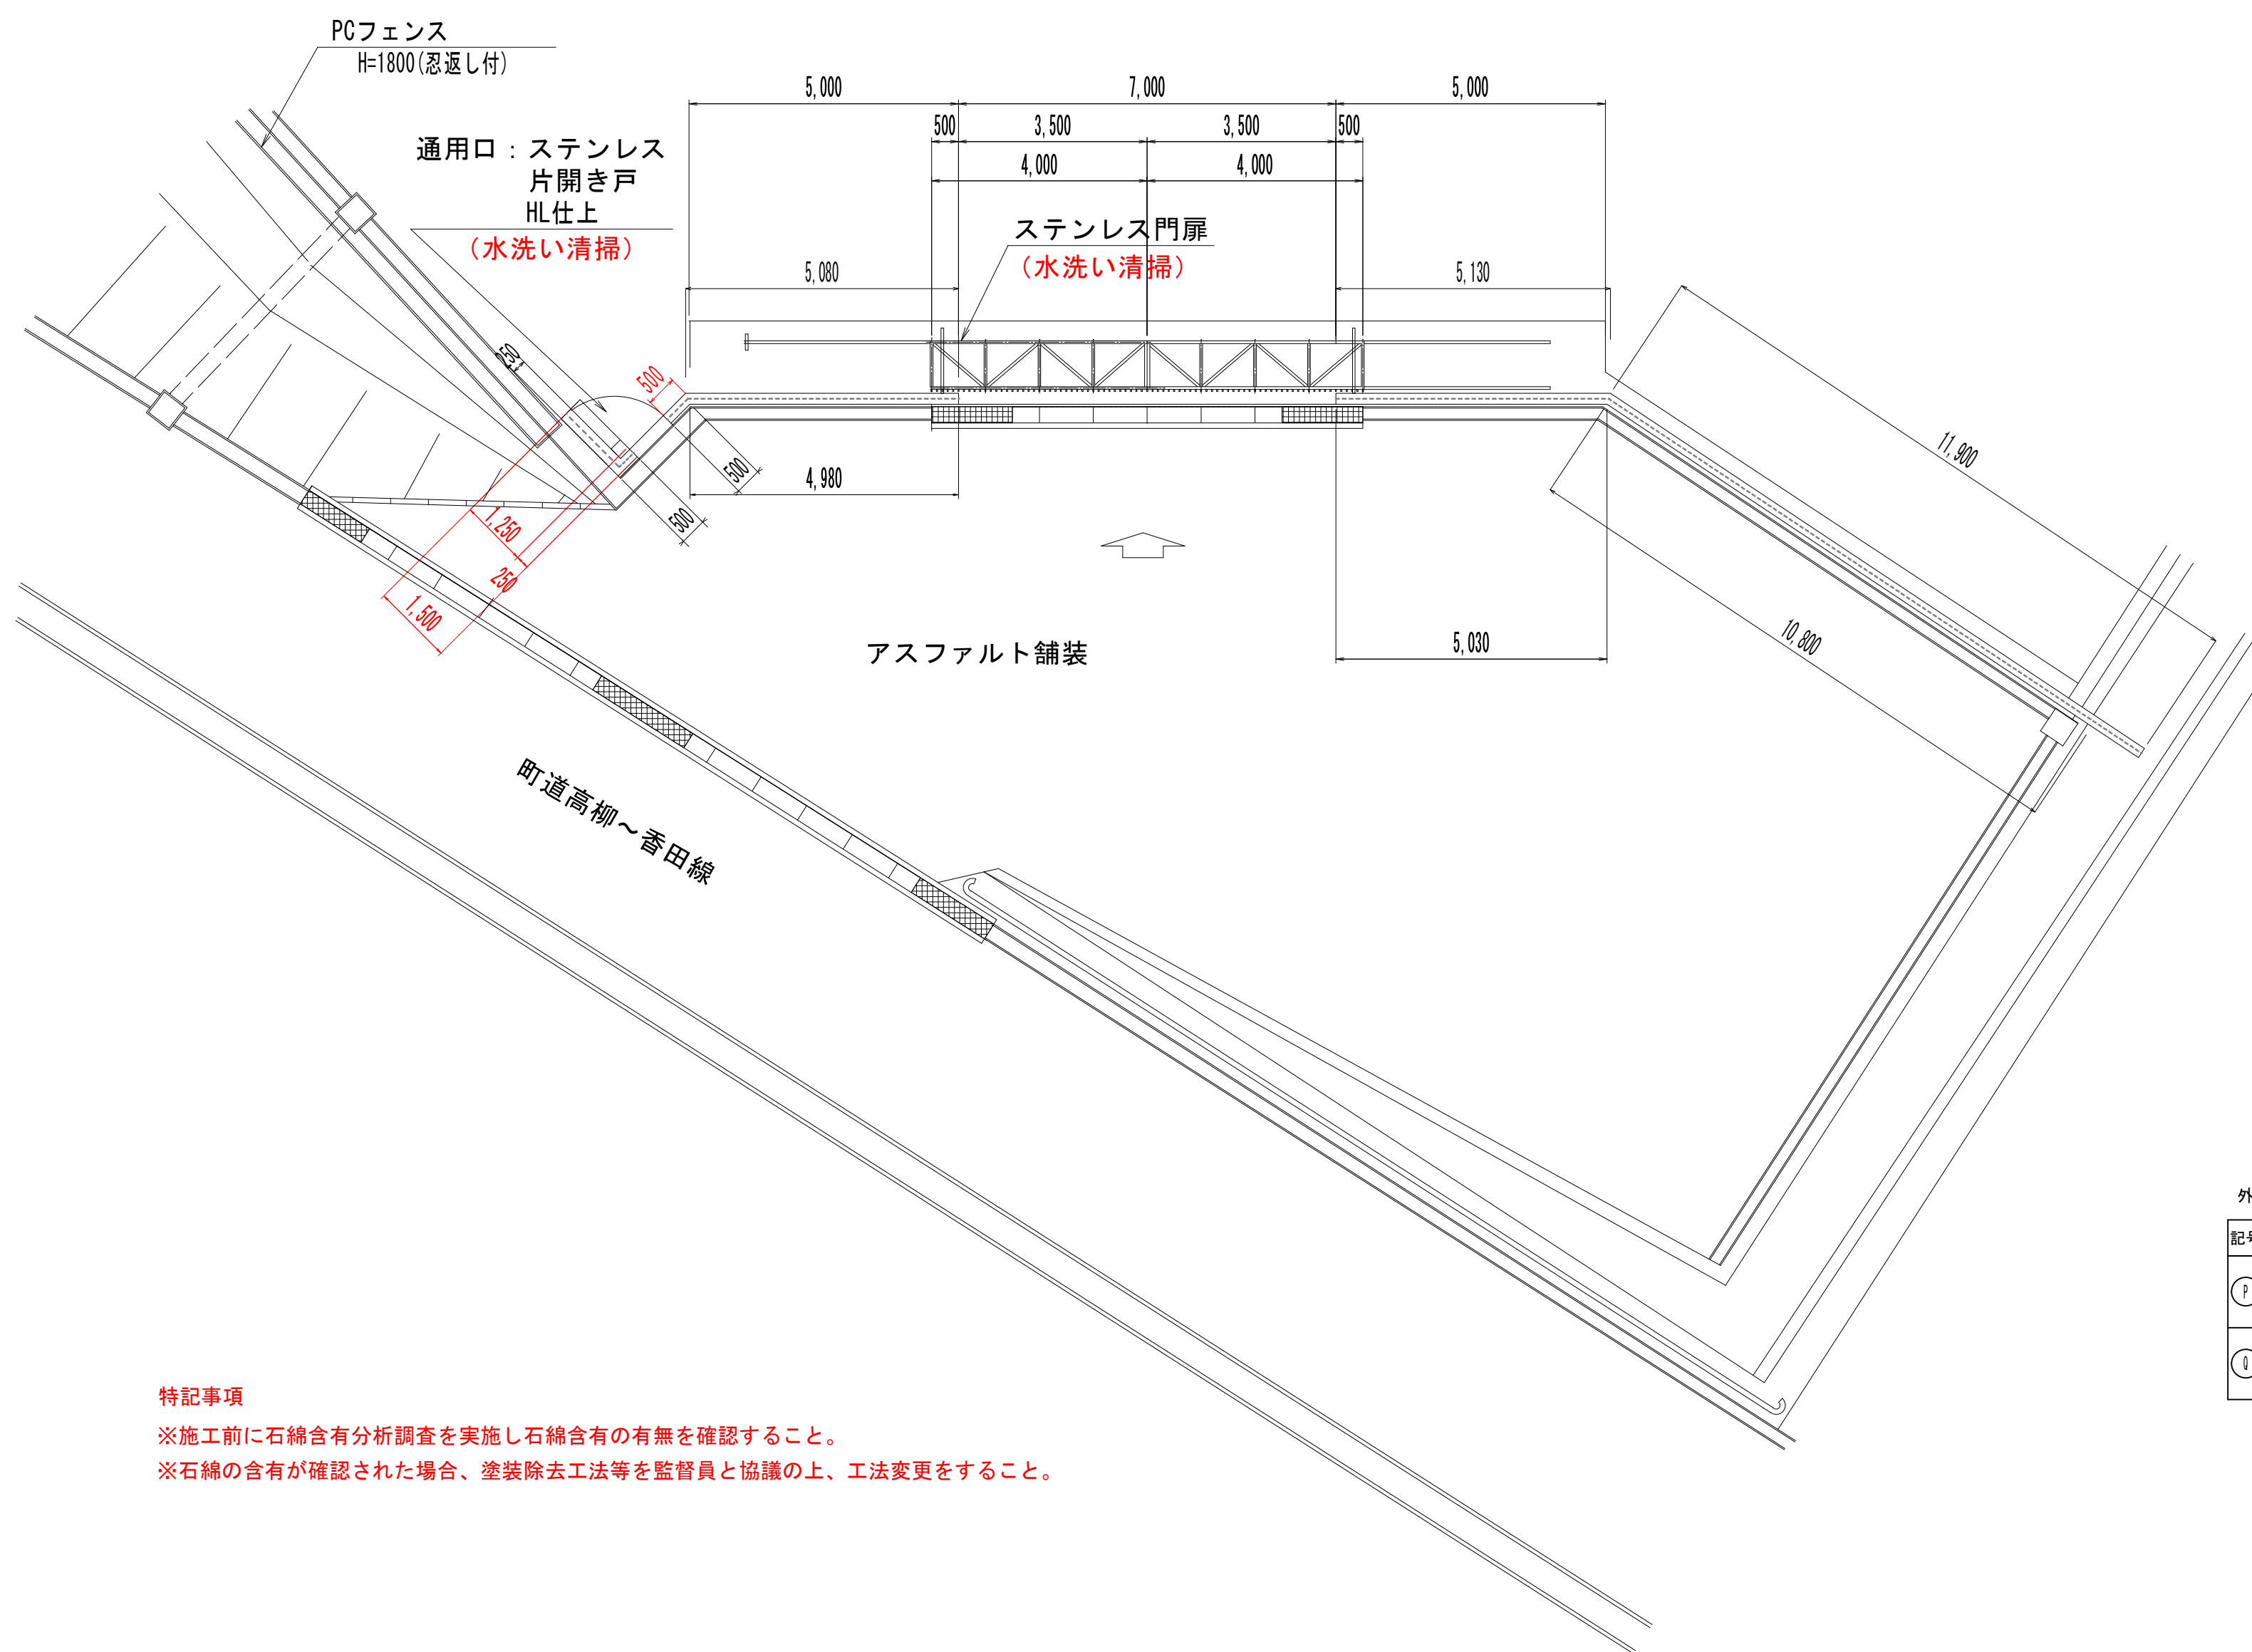 PCフェンス
H=1800(忍返し付)
通用口：ステンレス
片開き戸
HL仕上
（水洗い清掃）
5,000
7,000
5,000
500
3,500
3,500
500
4,000
4,000
ステンレス門扉
（水洗い清掃）
5,080
5,130
250
500
500
500
4,980
1,250
250
1,500
11,900
10,800
5,030
アスファルト舗装
町道高柳～香田線
外
記号
P
Q
特記事項
※施工前に石綿含有分析調査を実施し石綿含有の有無を確認すること。
※石綿の含有が確認された場合、塗装除去工法等を監督員と協議の上、工法変更をすること。